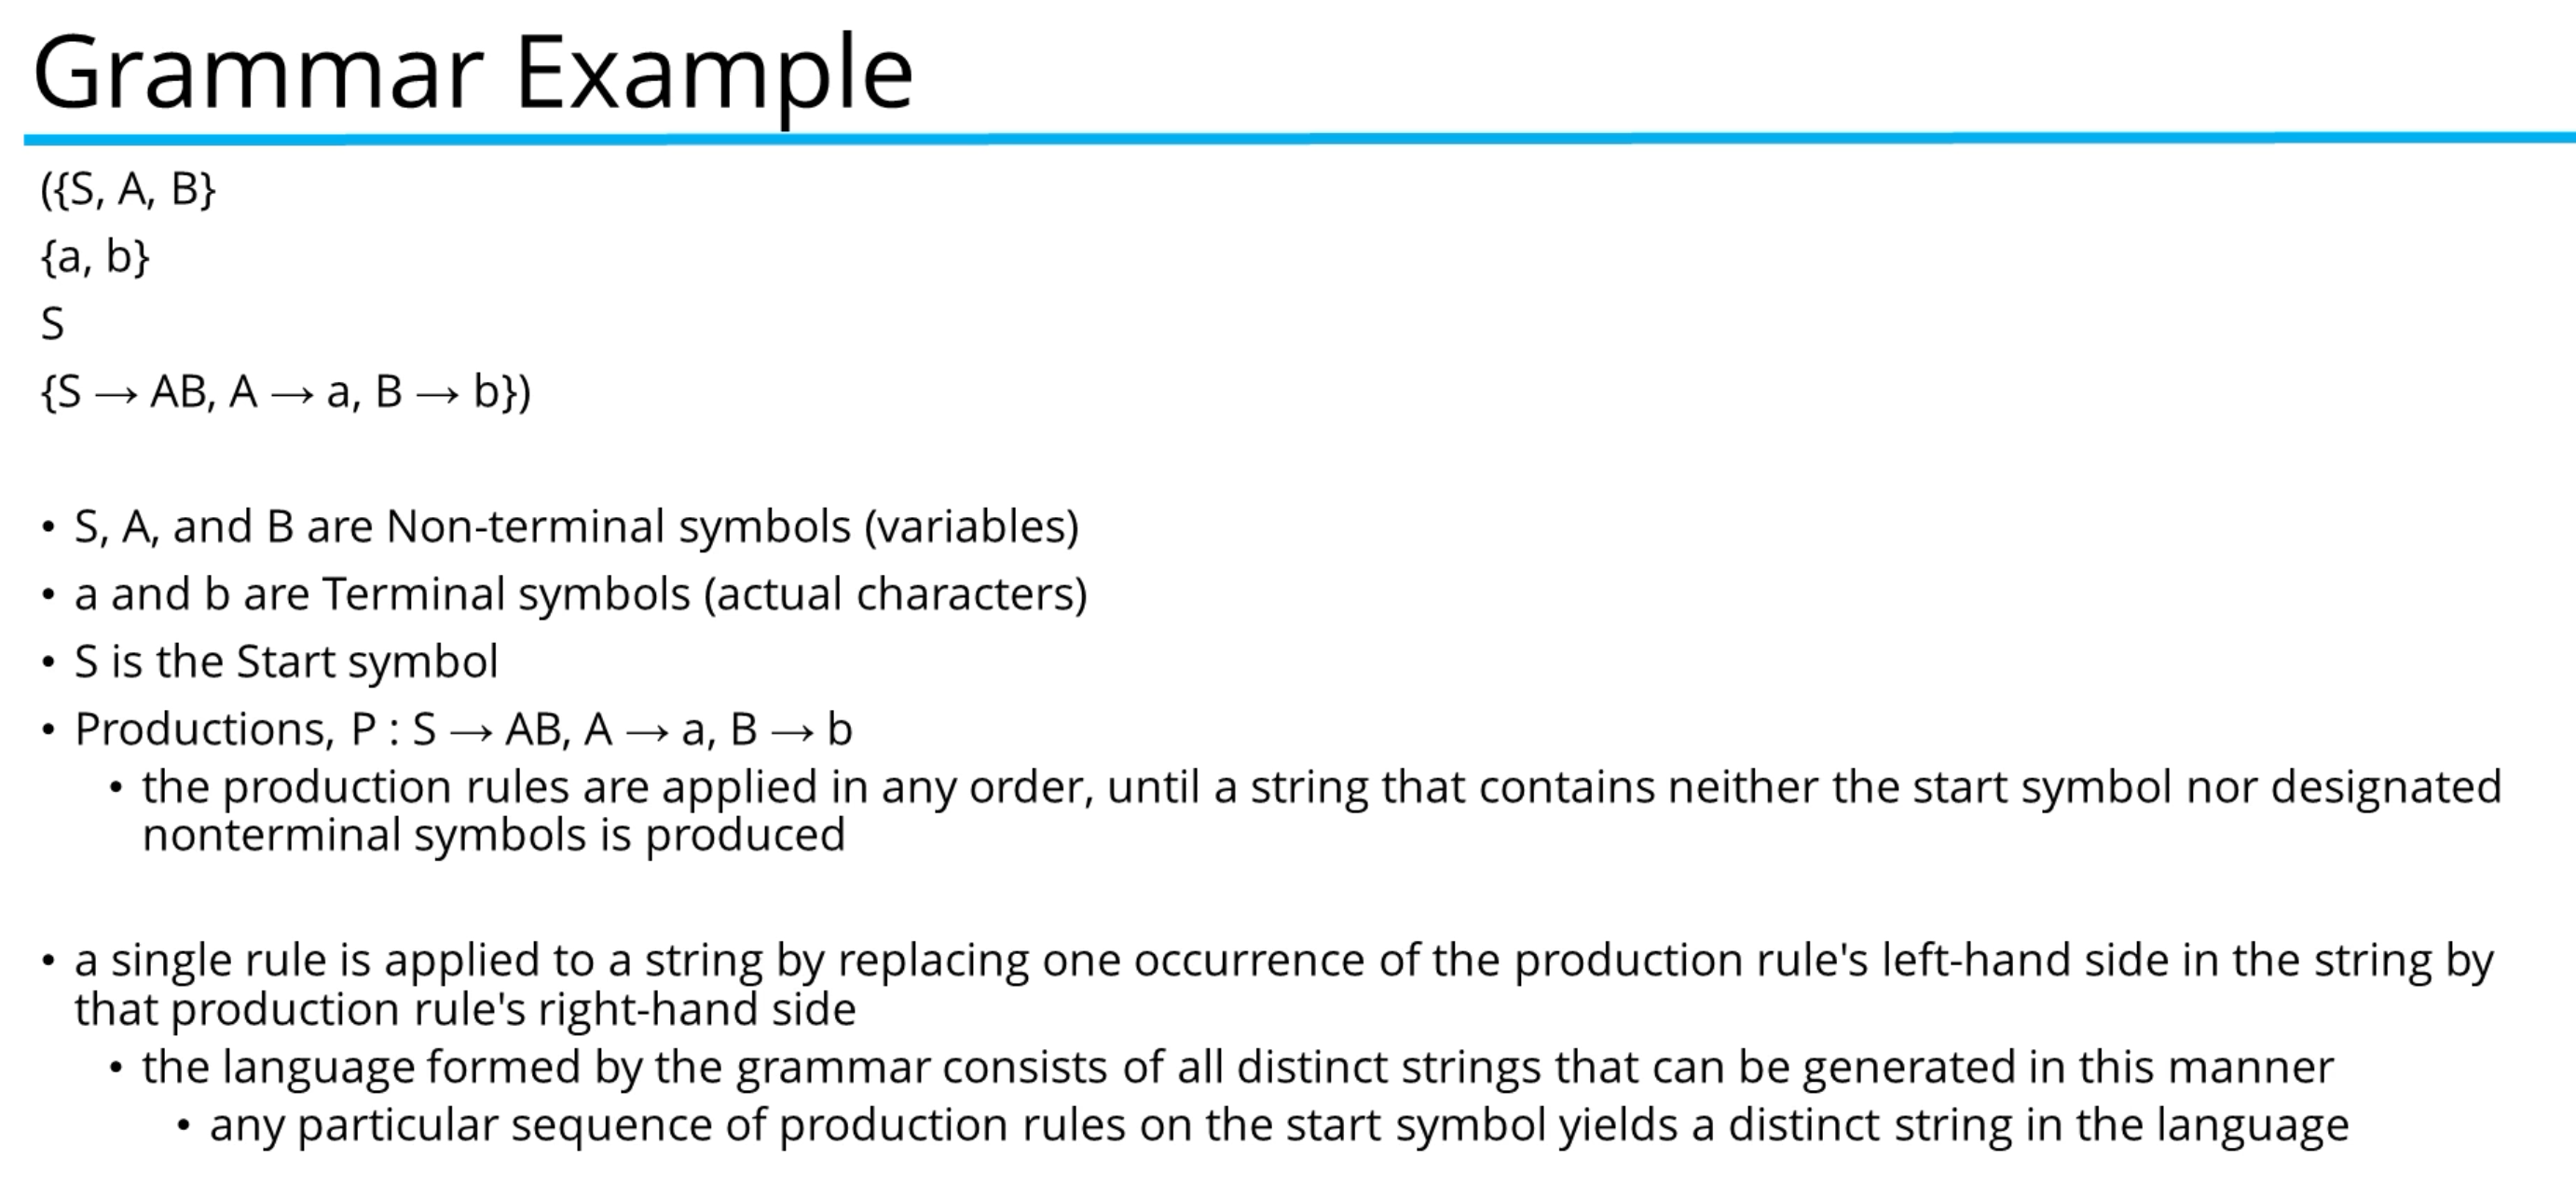 Grammar Example
({S, A, B}
{a, b}
S
{S → AB, A → a, B → b})
• S, A, and B are Non-terminal symbols (variables)
• a and b are Terminal symbols (actual characters)
• S is the Start symbol
• Productions, P : S → AB, A → a, B → b
• the production rules are applied in any order, until a string that contains neither the start symbol nor designated
nonterminal symbols is produced
• a single rule is applied to a string by replacing one occurrence of the production rule's left-hand side in the string by
that production rule's right-hand side
• the language formed by the grammar consists of all distinct strings that can be generated in this manner
• any particular sequence of production rules on the start symbol yields a distinct string in the language